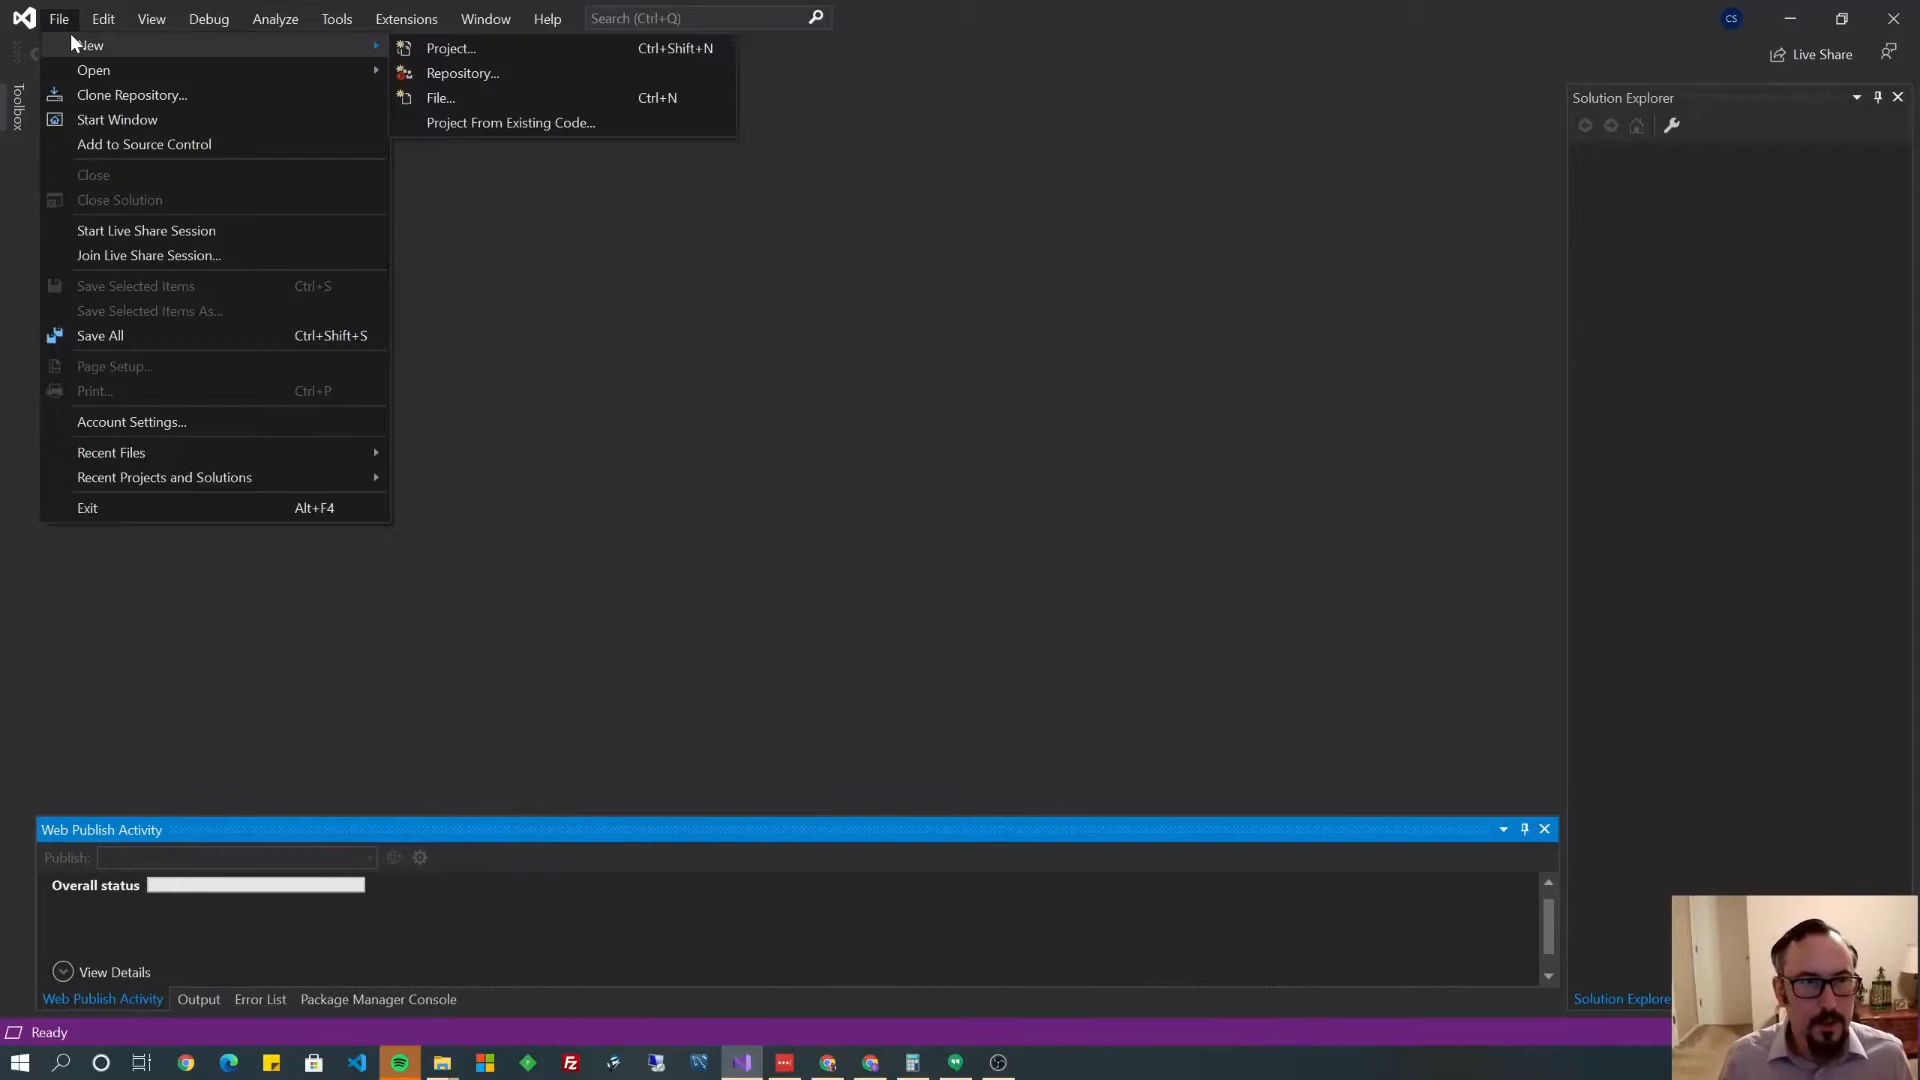 File Edit View Debug Analyze Tools Extensions Window Help Search (Ctrl+Q) CS
Live Share
Toolbox
New
Open
Clone Repository...
Start Window
Add to Source Control
Close
Close Solution
Start Live Share Session
Join Live Share Session...
Save Selected Items Ctrl+S
Save Selected Items As...
Save All Ctrl+Shift+S
Page Setup...
Print... Ctrl+P
Account Settings...
Recent Files
Recent Projects and Solutions
Exit Alt+F4
Project... Ctrl+Shift+N
Repository...
File... Ctrl+N
Project From Existing Code...
Solution Explorer
Web Publish Activity
Publish:
Overall status
View Details
Web Publish Activity Output Error List Package Manager Console
Solution Explore
Ready